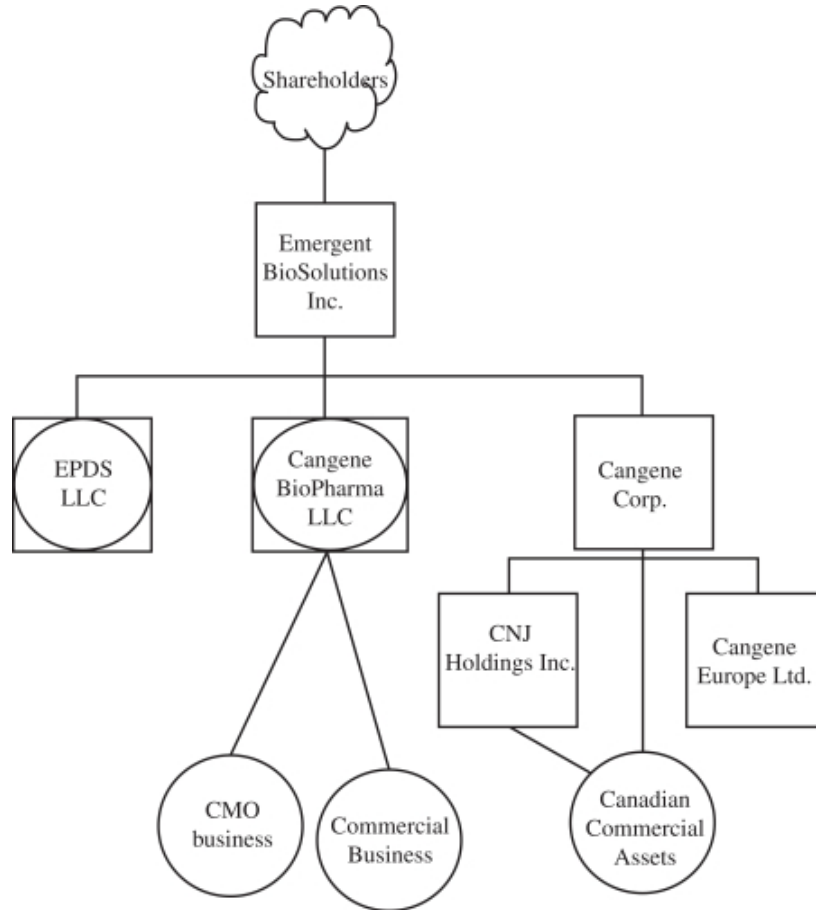 Shareholders
Emergent
BioSolutions
Inc.
EPDS
LLC
Cangene
BioPharma
LLC
Cangene
Corp.
CNJ
Holdings Inc.
Cangene
Europe Ltd.
CMO
business
Commercial
Business
Canadian
Commercial
Assets